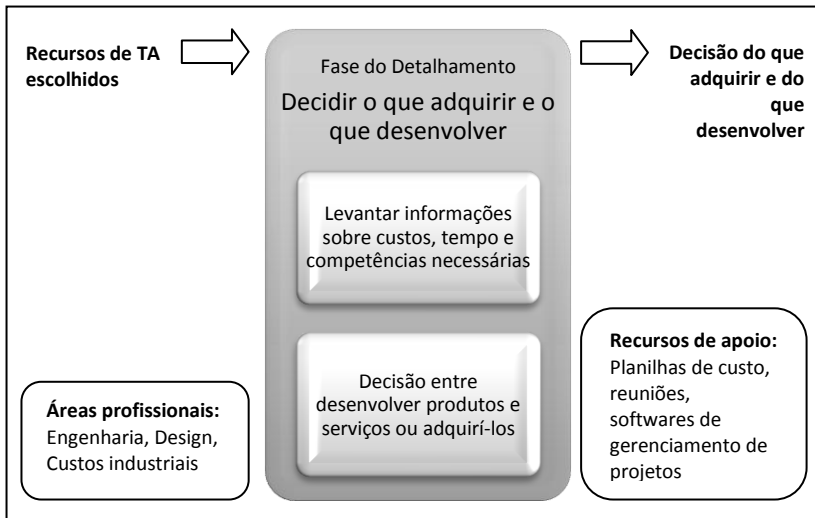 Recursos de TA
escolhidos
Fase do Detalhamento
Decidir o que adquirir e o
que desenvolver
Levantar informações
sobre custos, tempo e
competências necessárias
Decisão entre
desenvolver produtos e
serviços ou adquirí-los
Decisão do que
adquirir e do
que
desenvolver
Áreas profissionais:
Engenharia, Design,
Custos industriais
Recursos de apoio:
Planilhas de custo,
reuniões,
softwares de
gerenciamento de
projetos